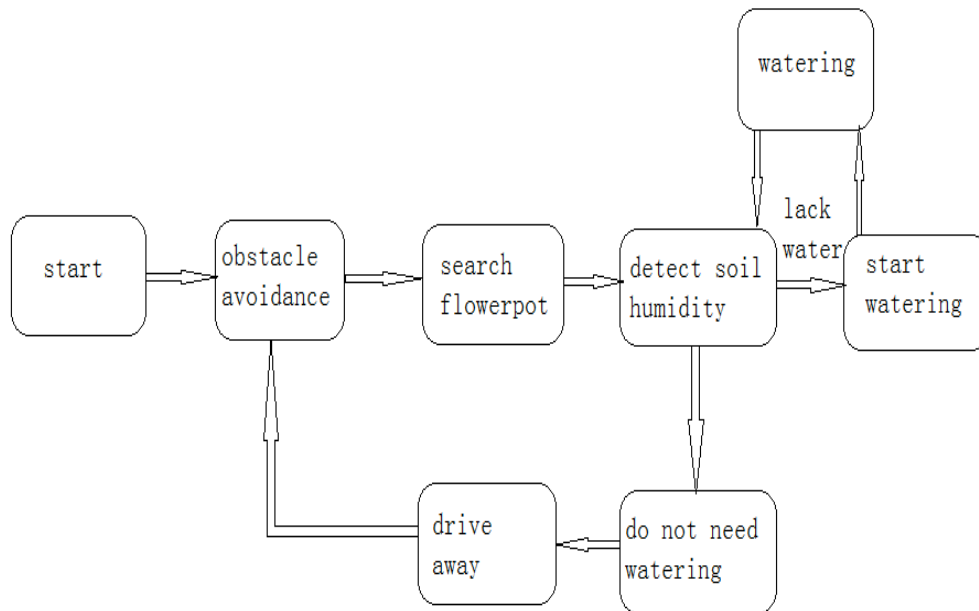 watering
lack
water
start
obstacle
avoidance
search
flowerpot
detect soil
humidity
start
watering
drive
away
do not need
watering